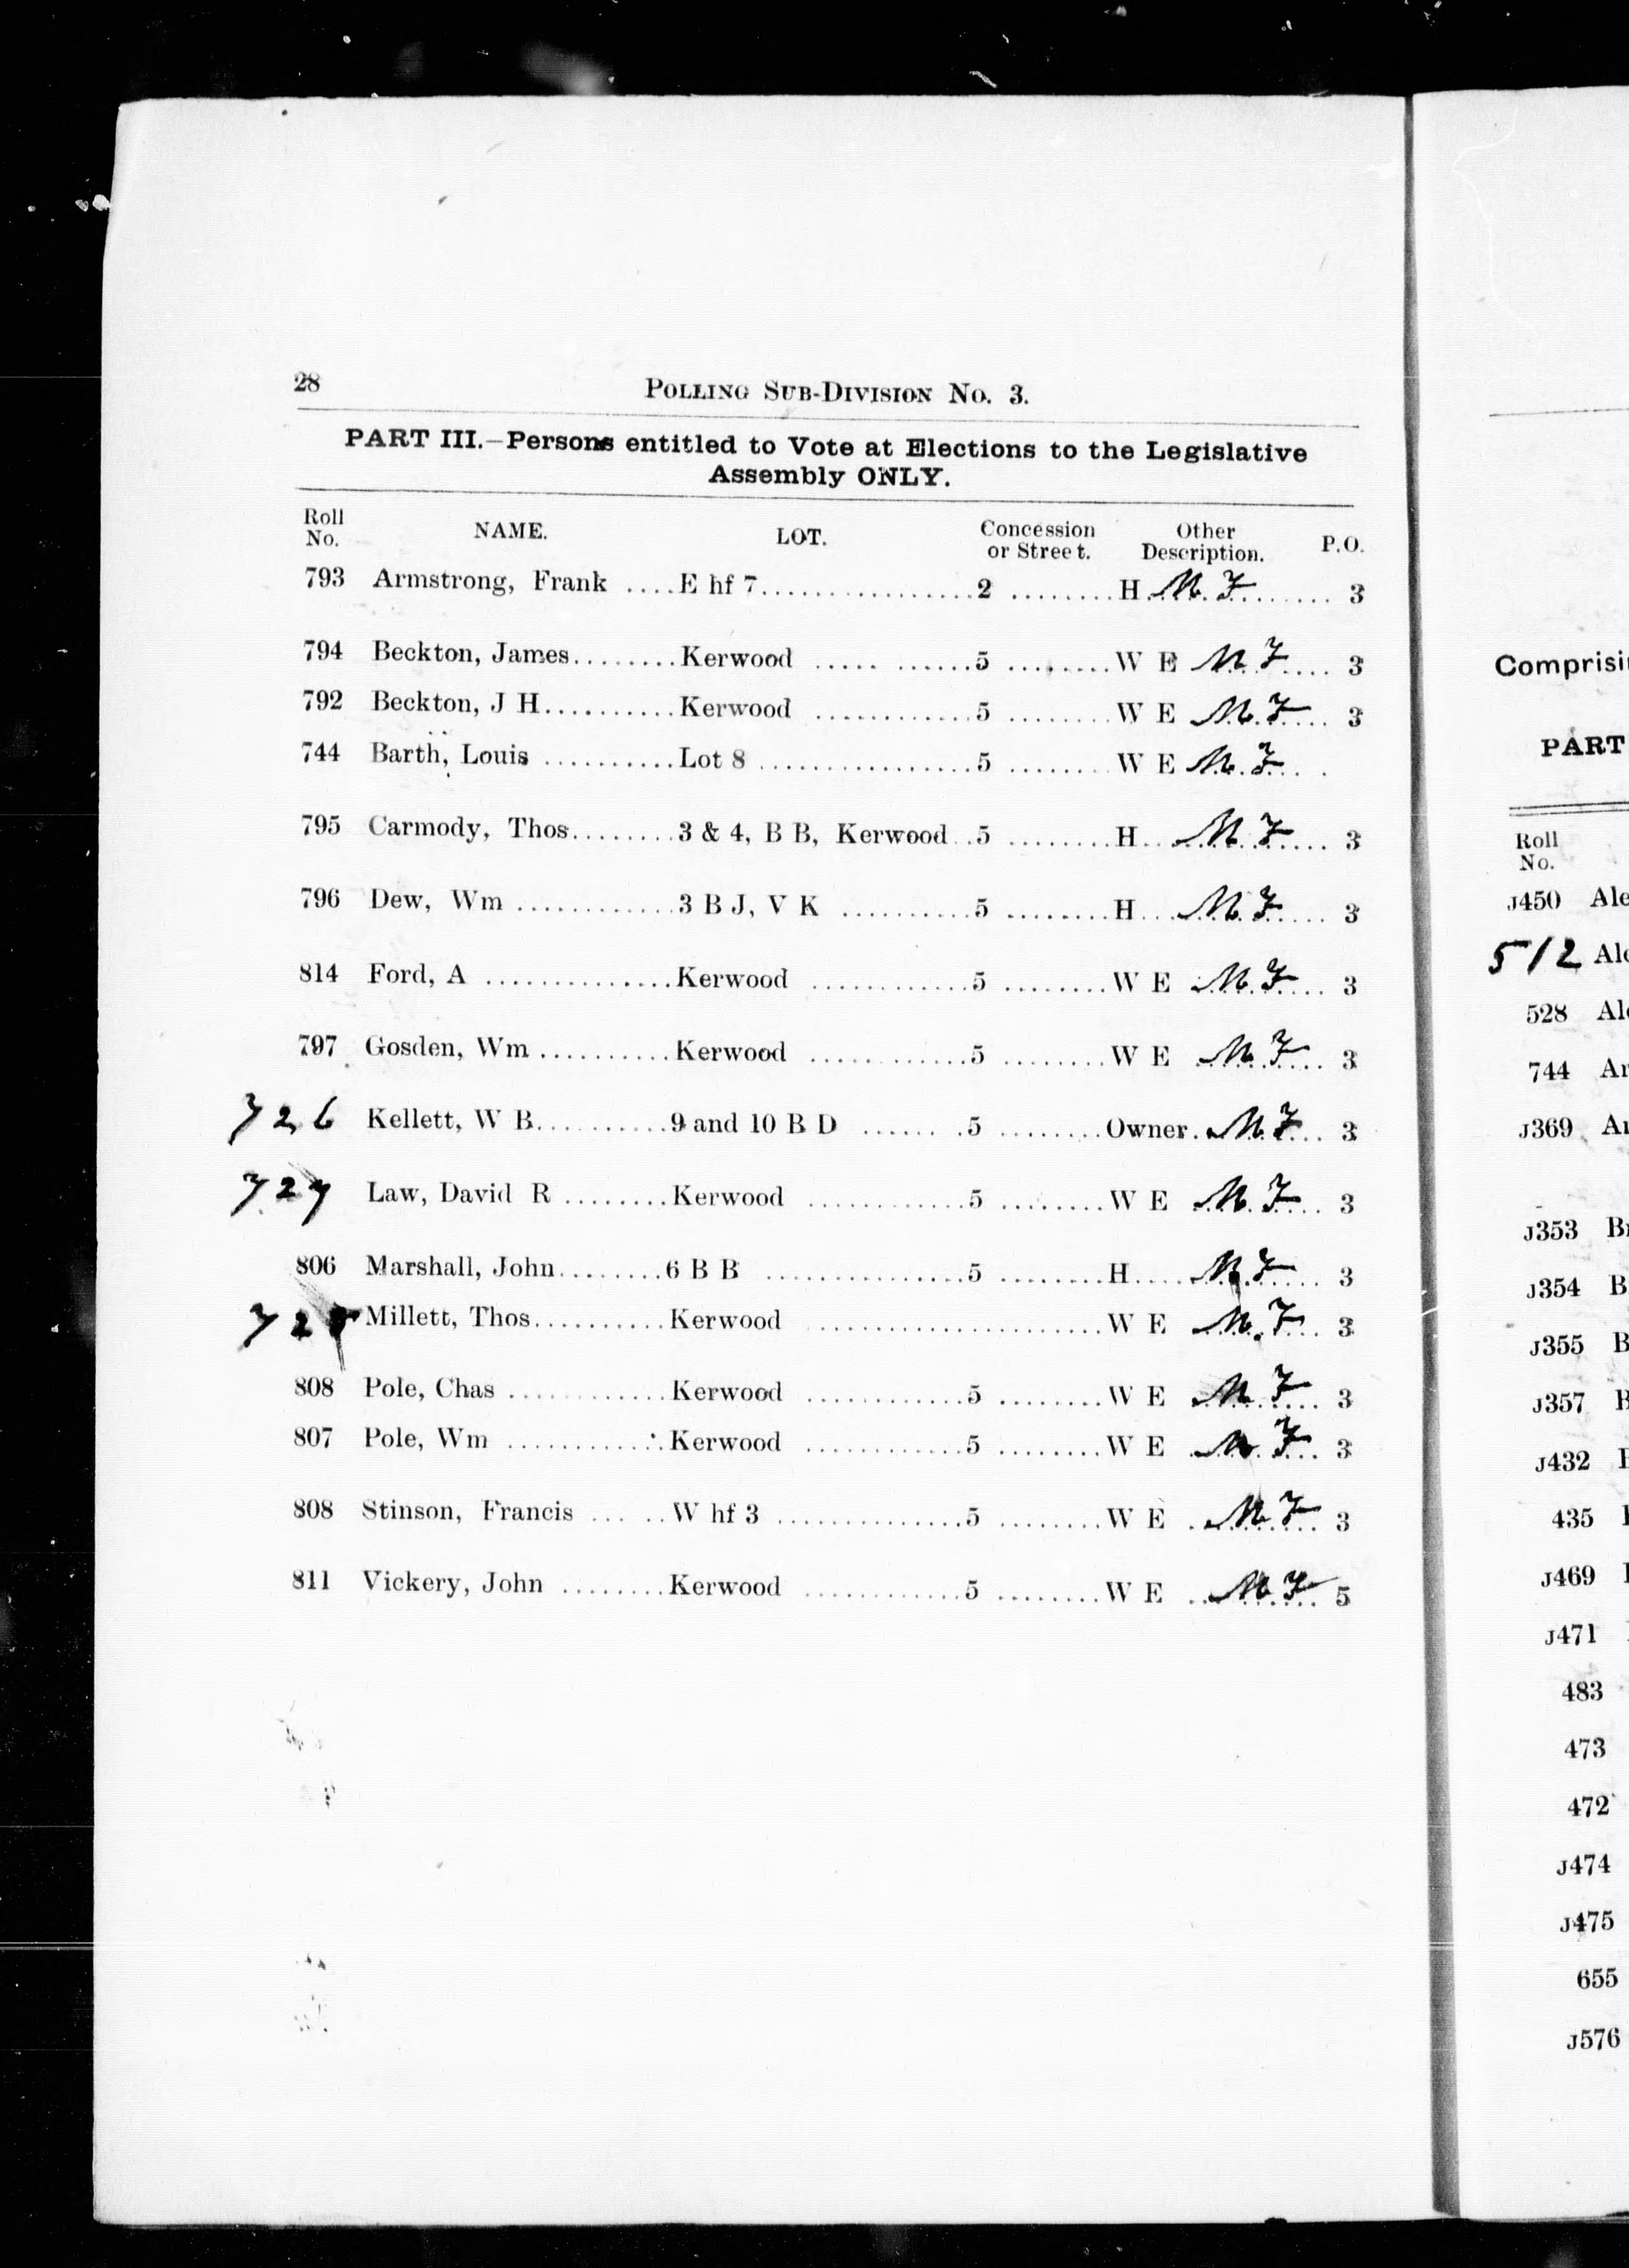 28
POLLING SUB-DIVISION No. 3.
PART III.—Persons entitled to Vote at Elections to the Legislative
Assembly ONLY.
Roll No. NAME. LOT. Concession or Street. Other Description. P.O.
793 Armstrong, Frank ....E hf 7.................2 .........H M.F........ 3
794 Beckton, James.........Kerwood ..... .......5 .........W E M.F.... 3
792 Beckton, J H...........Kerwood .............5 .........W E M.F.... 3
744 Barth, Louis ...........Lot 8 .................5 .........W E M.F... .
795 Carmody, Thos.........3 & 4, B B, Kerwood..5 .........H... M.F.... 3
796 Dew, Wm .............3 B J, V K ...........5 .........H... M.F.... 3
814 Ford, A ...............Kerwood ............5 .........W E M.F.... 3
797 Gosden, Wm ...........Kerwood ............5 .........W E M.F.... 3
726 Kellett, W B...........9 and 10 B D ....... .5 .........Owner. M.F... 3
727 Law, David R .........Kerwood .............5 .........W E M.F.... 3
806 Marshall, John.........6 B B .................5 .........H.... M.F..... 3
728 Millett, Thos...........Kerwood .........................W E M.F... 3
808 Pole, Chas .............Kerwood .............5 .........W E M.F.... 3
807 Pole, Wm .............Kerwood .............5 .........W E M.F... 3
808 Stinson, Francis ... ..W hf 3 ...............5 .........W E M.F.... 3
811 Vickery, John .........Kerwood .............5 .........W E M.F.... 5
Comprisi
PART
Roll
No.
J450 Ale
512 Ale
528 Ale
744 Ar
J369 Ar
J353 Br
J354 B
J355 B
J357 B
J432
435
J469
J471
483
473
472
J474
J475
655
J576